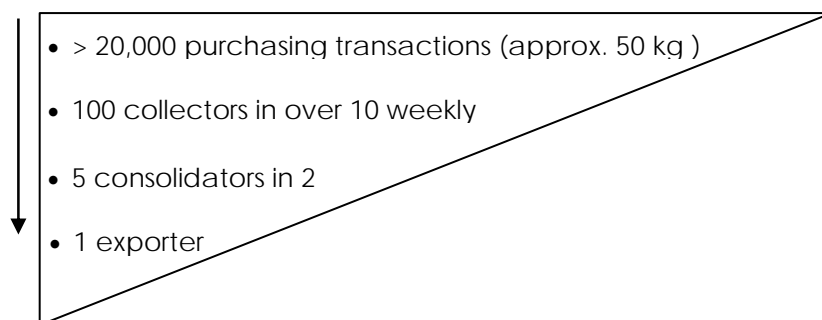 • > 20,000 purchasing transactions (approx. 50 kg )
• 100 collectors in over 10 weekly
• 5 consolidators in 2
• 1 exporter